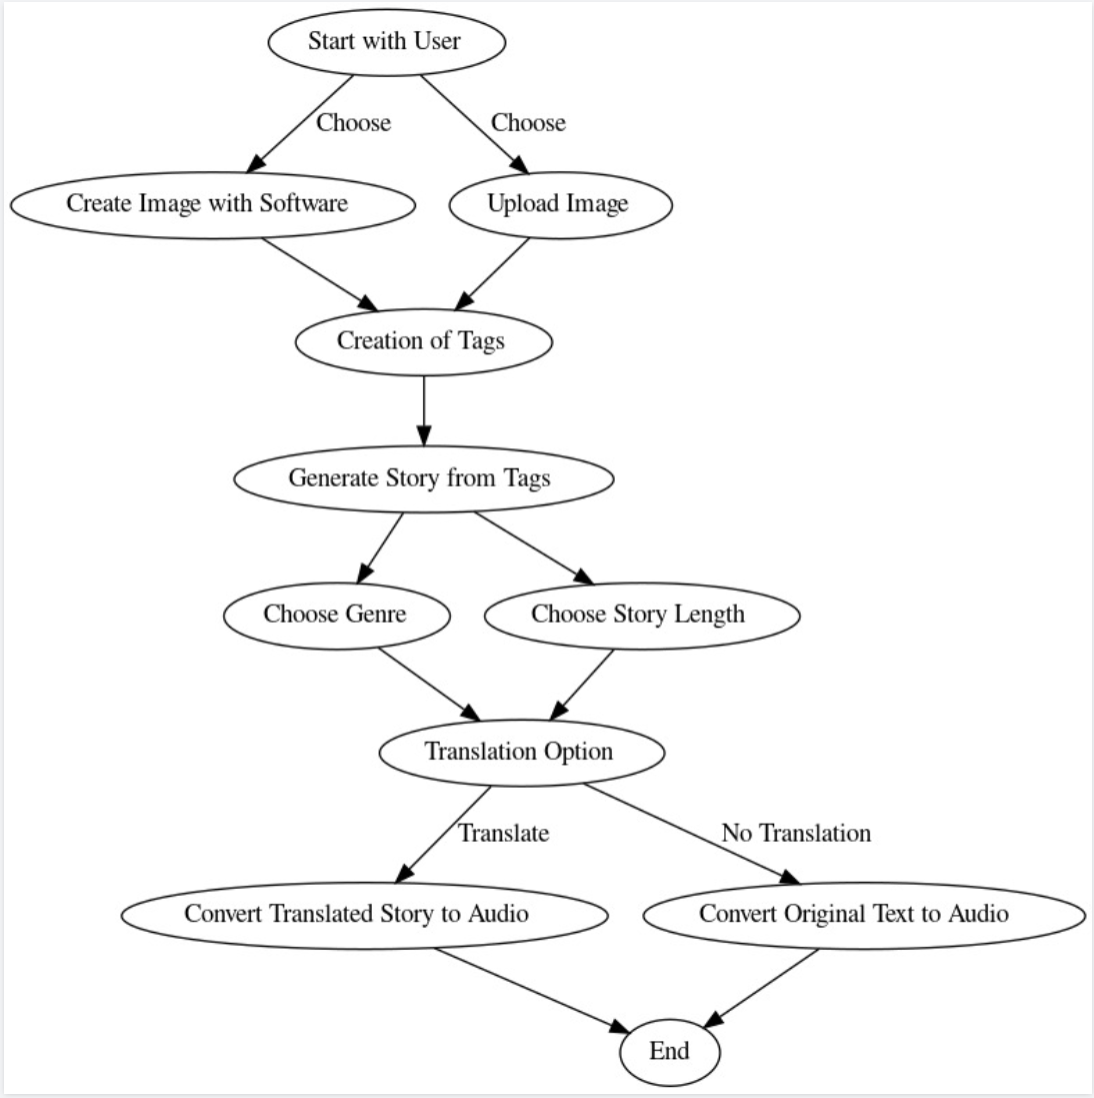 Start with User
Choose
Choose
Create Image with Software
Upload Image
Creation of Tags
Generate Story from Tags
Choose Genre
Choose Story Length
Translation Option
Translate
No Translation
Convert Translated Story to Audio
Convert Original Text to Audio
End